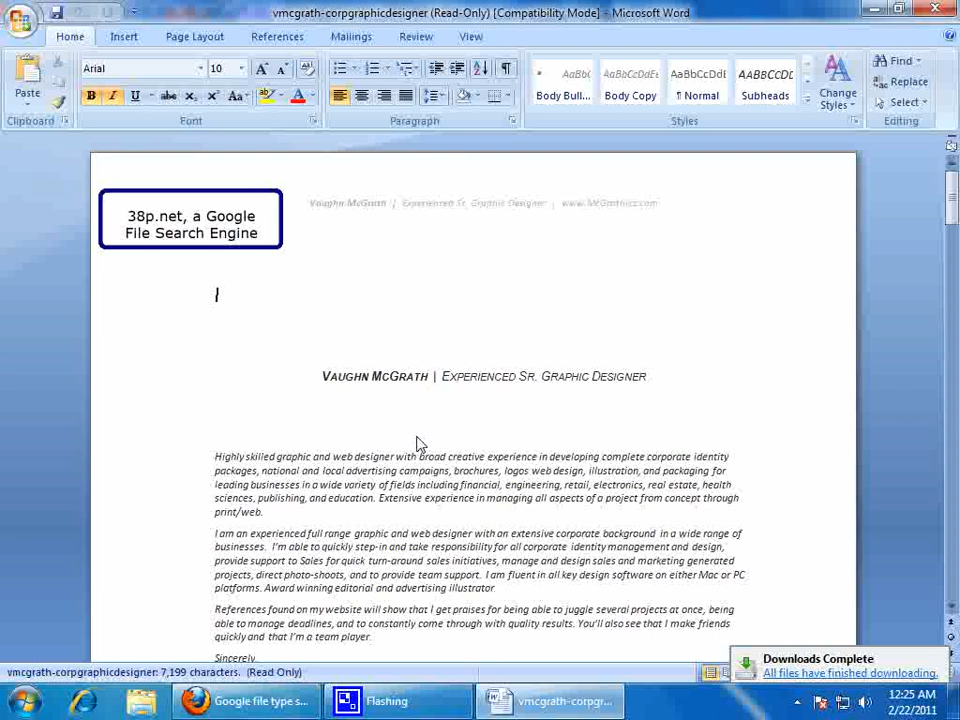 vmcgrath-corpgraphicdesigner (Read-Only) [Compatibility Mode] - Microsoft Word
Home Insert Page Layout References Mailings Review View
Paste
Clipboard
Arial 10
B I U abc X₂ X² Aa A
Font
Paragraph
AaBbC AaBbCcDdE AaBbCcDdE AABBCCDD
Body Bull... Body Copy ¶ Normal Subheads
Change Styles
Styles
Find
Replace
Select
Editing
38p.net, a Google
File Search Engine
Vaughn McGrath | Experienced Sr. Graphic Designer | www.McGrathics.com
VAUGHN MCGRATH | EXPERIENCED SR. GRAPHIC DESIGNER
Highly skilled graphic and web designer with broad creative experience in developing complete corporate identity
packages, national and local advertising campaigns, brochures, logos web design, illustration, and packaging for
leading businesses in a wide variety of fields including financial, engineering, retail, electronics, real estate, health
sciences, publishing, and education. Extensive experience in managing all aspects of a project from concept through
print/web.
I am an experienced full range graphic and web designer with an extensive corporate background in a wide range of
businesses. I'm able to quickly step-in and take responsibility for all corporate identity management and design,
provide support to Sales for quick turn-around sales initiatives, manage and design sales and marketing generated
projects, direct photo-shoots, and to provide team support. I am fluent in all key design software on either Mac or PC
platforms. Award winning editorial and advertising illustrator
References found on my website will show that I get praises for being able to juggle several projects at once, being
able to manage deadlines, and to constantly come through with quality results. You'll also see that I make friends
quickly and that I'm a team player.
Sincerely,
Downloads Complete
All files have finished downloading.
vmcgrath-corpgraphicdesigner: 7,199 characters. (Read Only)
Google file type s...
Flashing
vmcgrath-corpgr...
12:25 AM
2/22/2011